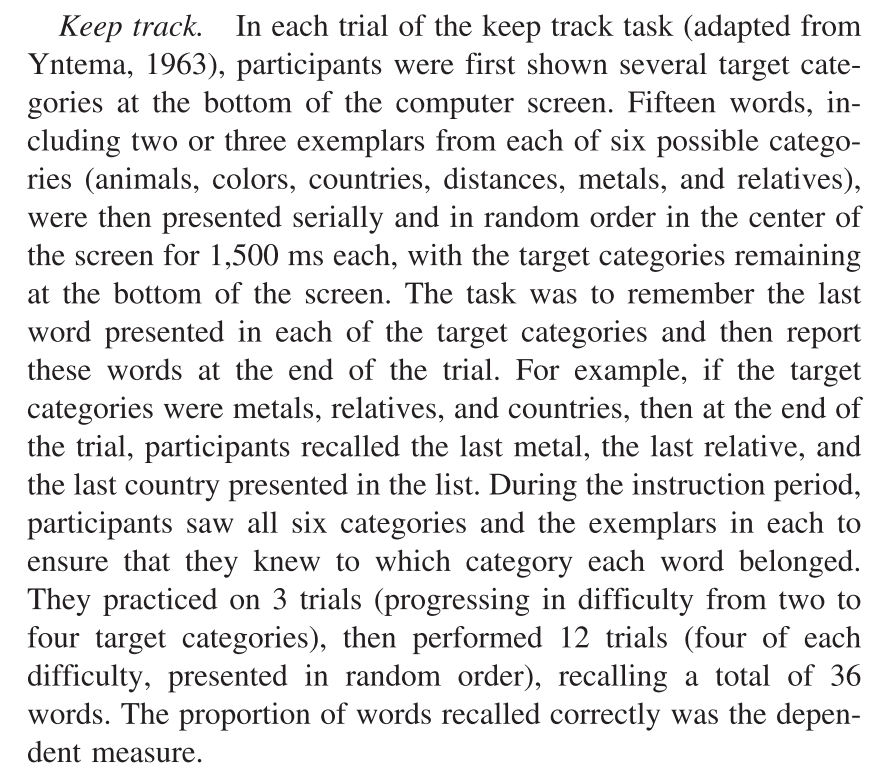 Keep track. In each trial of the keep track task (adapted from
Yntema, 1963), participants were first shown several target cate-
gories at the bottom of the computer screen. Fifteen words, in-
cluding two or three exemplars from each of six possible catego-
ries (animals, colors, countries, distances, metals, and relatives),
were then presented serially and in random order in the center of
the screen for 1,500 ms each, with the target categories remaining
at the bottom of the screen. The task was to remember the last
word presented in each of the target categories and then report
these words at the end of the trial. For example, if the target
categories were metals, relatives, and countries, then at the end of
the trial, participants recalled the last metal, the last relative, and
the last country presented in the list. During the instruction period,
participants saw all six categories and the exemplars in each to
ensure that they knew to which category each word belonged.
They practiced on 3 trials (progressing in difficulty from two to
four target categories), then performed 12 trials (four of each
difficulty, presented in random order), recalling a total of 36
words. The proportion of words recalled correctly was the depen-
dent measure.